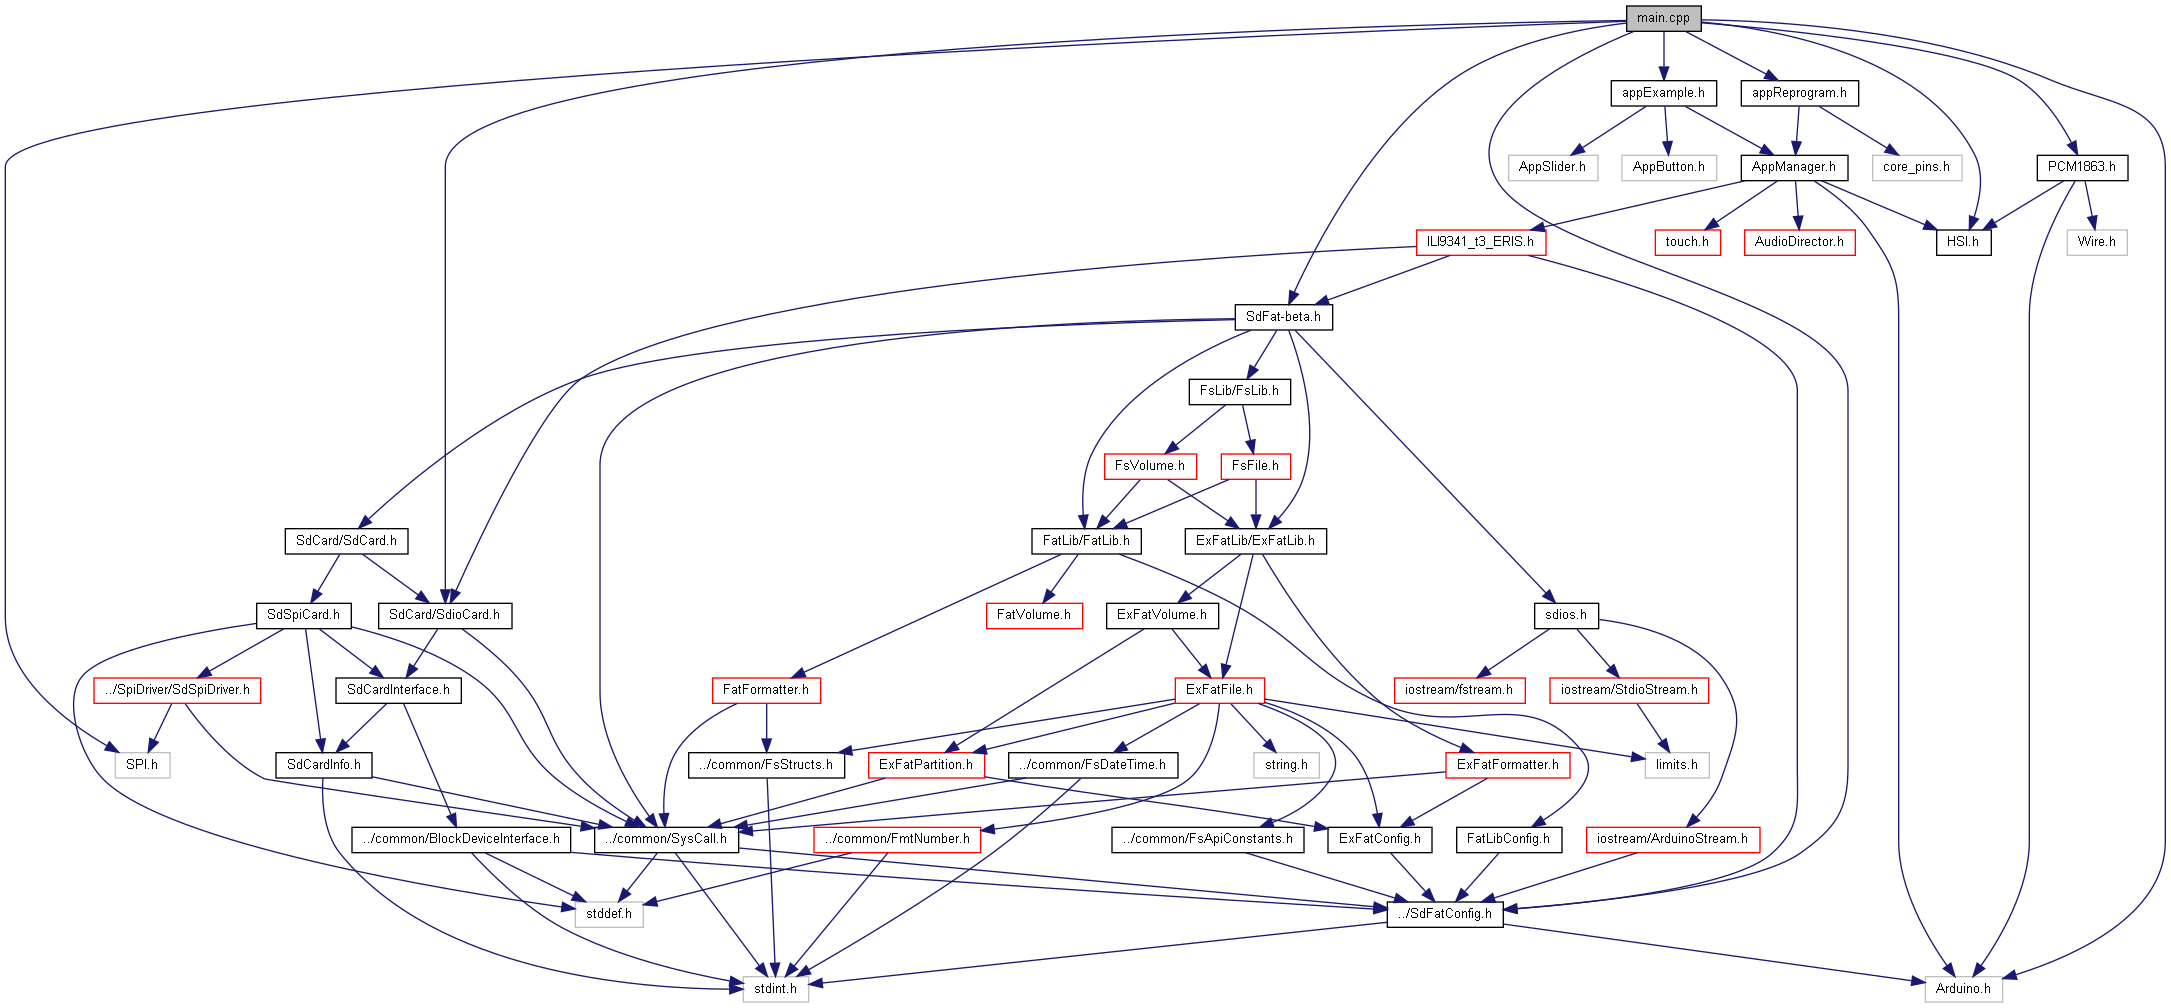 main.cpp
appExample.h
appReprogram.h
AppSlider.h
AppButton.h
AppManager.h
core_pins.h
PCM1863.h
ILI9341_t3_ERIS.h
touch.h
AudioDirector.h
HSI.h
Wire.h
SdFat-beta.h
FsLib/FsLib.h
FsVolume.h
FsFile.h
SdCard/SdCard.h
FatLib/FatLib.h
ExFatLib/ExFatLib.h
SdSpiCard.h
SdCard/SdioCard.h
FatVolume.h
ExFatVolume.h
sdios.h
../SpiDriver/SdSpiDriver.h
SdCardInterface.h
FatFormatter.h
ExFatFile.h
iostream/fstream.h
iostream/StdioStream.h
SPI.h
SdCardInfo.h
../common/FsStructs.h
ExFatPartition.h
../common/FsDateTime.h
string.h
ExFatFormatter.h
limits.h
../common/BlockDeviceInterface.h
../common/SysCall.h
../common/FmtNumber.h
../common/FsApiConstants.h
ExFatConfig.h
FatLibConfig.h
iostream/ArduinoStream.h
stddef.h
../SdFatConfig.h
stdint.h
Arduino.h